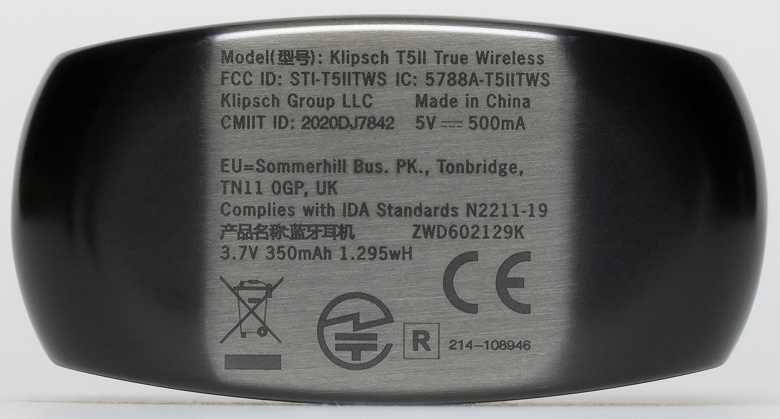 Model(型号): Klipsch T5II True Wireless
FCC ID: STI-T5IITWS IC: 5788A-T5IITWS
Klipsch Group LLC Made in China
CMIIT ID: 2020DJ7842 5V⎓500mA
EU=Sommerhill Bus. PK., Tonbridge,
TN11 0GP, UK
Complies with IDA Standards N2211-19
产品名称:蓝牙耳机 ZWD602129K
3.7V 350mAh 1.295wH
CE
R 214-108946